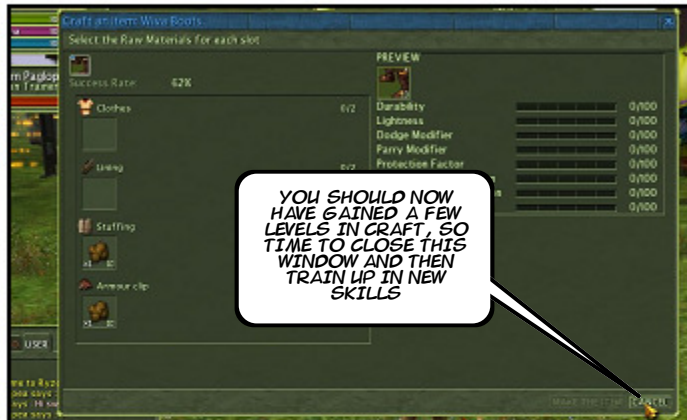 Craft an Item: Wiva Boots
Select the Raw Materials for each slot
PREVIEW
Success Rate: 62%
Clothes 0/2
Durability 0/100
Lightness 0/100
Dodge Modifier 0/100
Parry Modifier 0/100
Lining 0/2
Protection Factor 0/100
0/100
0/100
Stuffing
Armour clip
YOU SHOULD NOW
HAVE GAINED A FEW
LEVELS IN CRAFT, SO
TIME TO CLOSE THIS
WINDOW AND THEN
TRAIN UP IN NEW
SKILLS
USER
MAKE THE ITEM
CANCEL